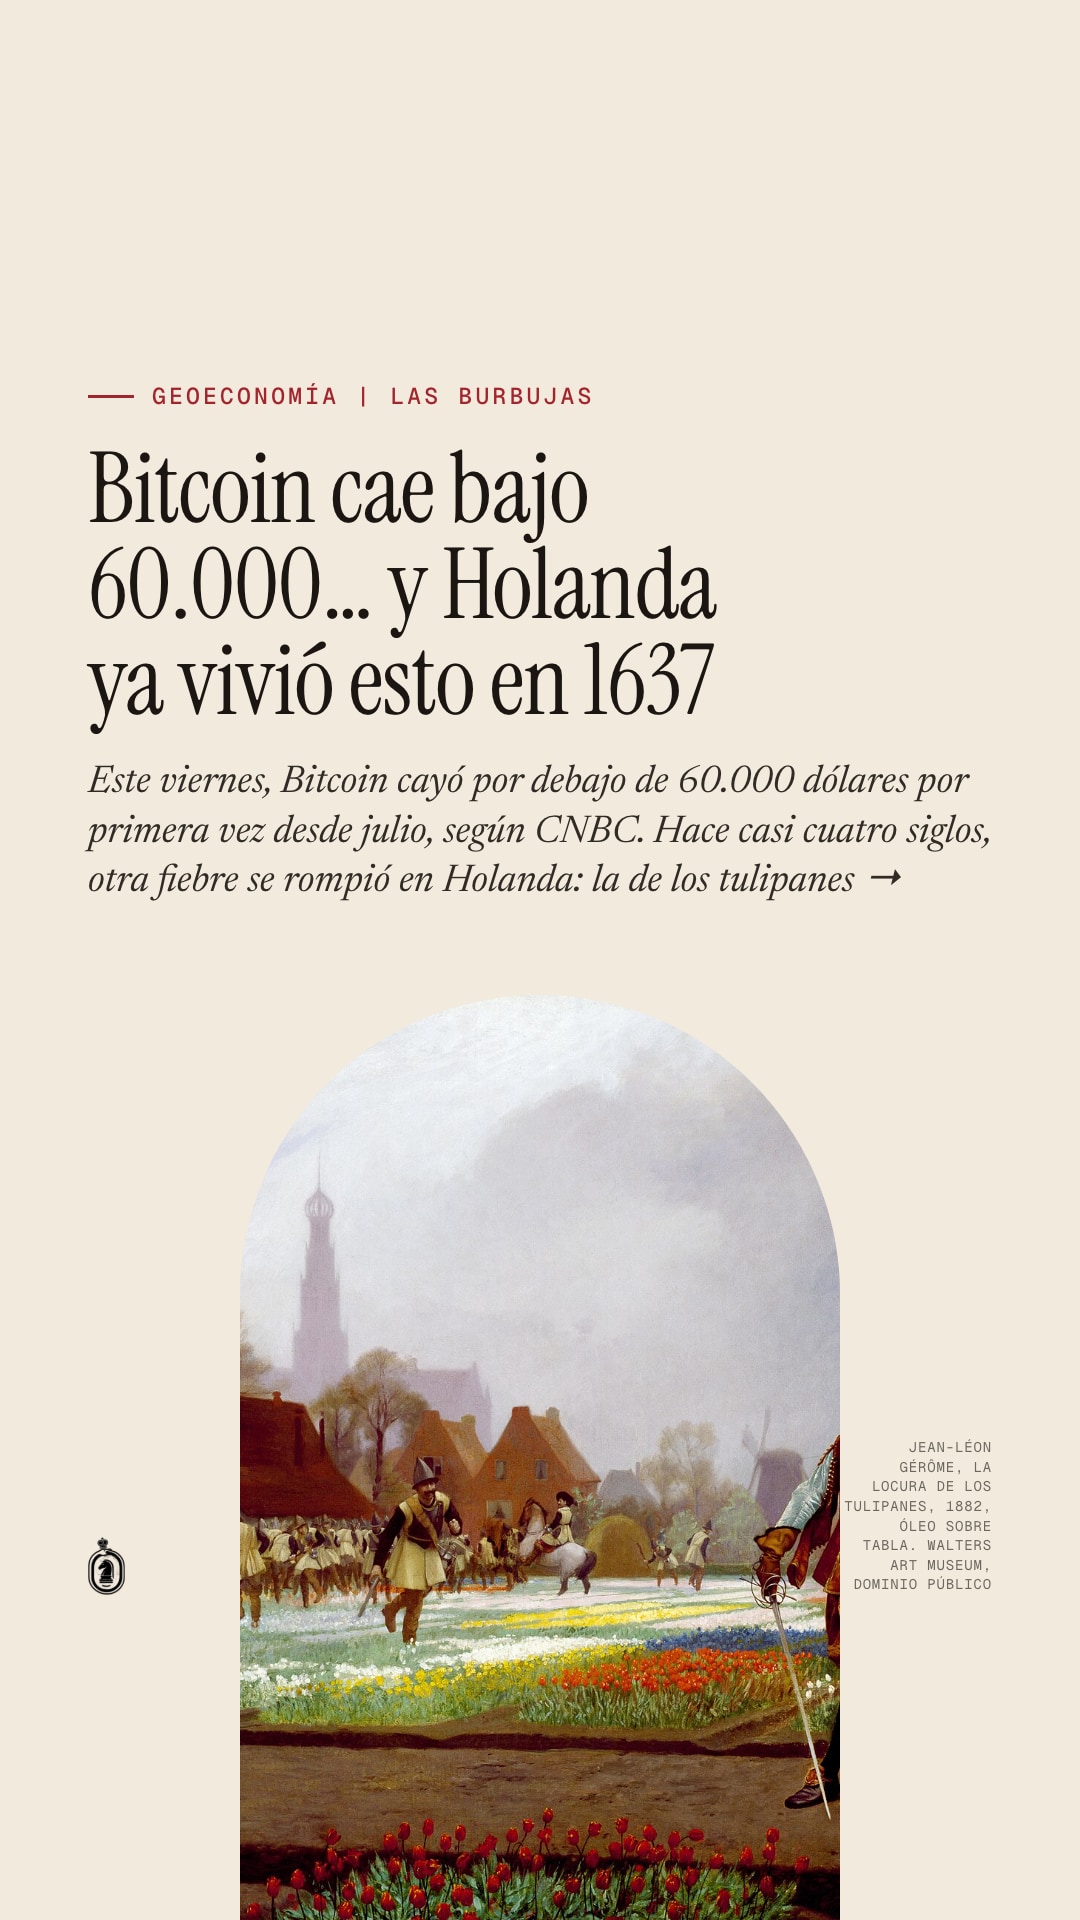 GEOECONOMÍA | LAS BURBUJAS
Bitcoin cae bajo
60.000... y Holanda
ya vivió esto en 1637
Este viernes, Bitcoin cayó por debajo de 60.000 dólares por
primera vez desde julio, según CNBC. Hace casi cuatro siglos,
otra fiebre se rompió en Holanda: la de los tulipanes →
JEAN-LÉON
GÉRÔME, LA
LOCURA DE LOS
TULIPANES, 1882,
ÓLEO SOBRE
TABLA. WALTERS
ART MUSEUM,
DOMINIO PÚBLICO